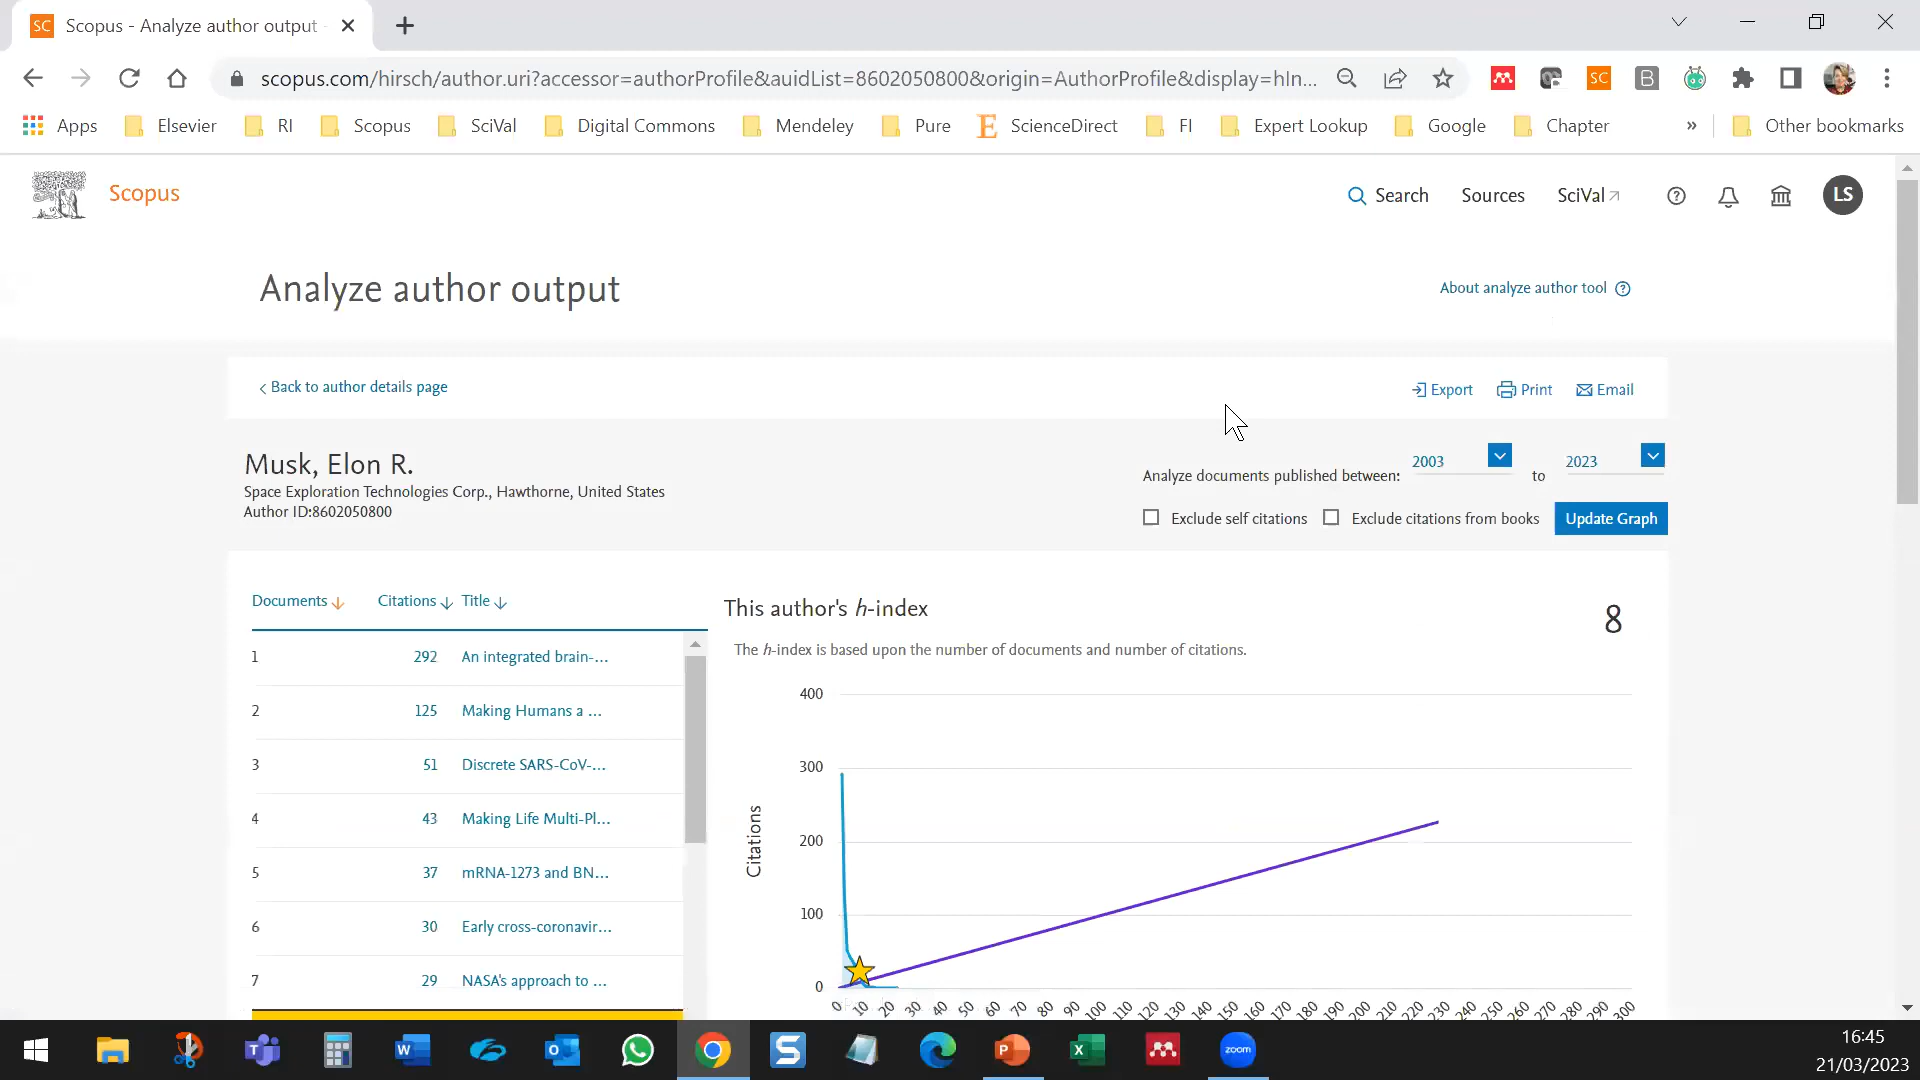 SC Scopus - Analyze author output
scopus.com/hirsch/author.uri?accessor=authorProfile&auidList=8602050800&origin=AuthorProfile&display=hIn...
SC B
Apps Elsevier RI Scopus SciVal Digital Commons Mendeley Pure E ScienceDirect FI Expert Lookup Google Chapter » Other bookmarks
Scopus Search Sources SciVal LS
Analyze author output
About analyze author tool
Back to author details page
Export Print Email
Musk, Elon R.
Space Exploration Technologies Corp., Hawthorne, United States
Author ID:8602050800
Analyze documents published between: 2003 to 2023
Exclude self citations Exclude citations from books Update Graph
Documents Citations Title
1 292 An integrated brain-...
2 125 Making Humans a ...
3 51 Discrete SARS-CoV-...
4 43 Making Life Multi-Pl...
5 37 mRNA-1273 and BN...
6 30 Early cross-coronavir...
7 29 NASA's approach to ...
This author's h-index
8
The h-index is based upon the number of documents and number of citations.
400
300
200
100
0
Citations
0 10 20 30 40 50 60 70 80 90 100 110 120 130 140 150 160 170 180 190 200 210 220 230 240 250 260 270 280 290 300
zoom
16:45
21/03/2023